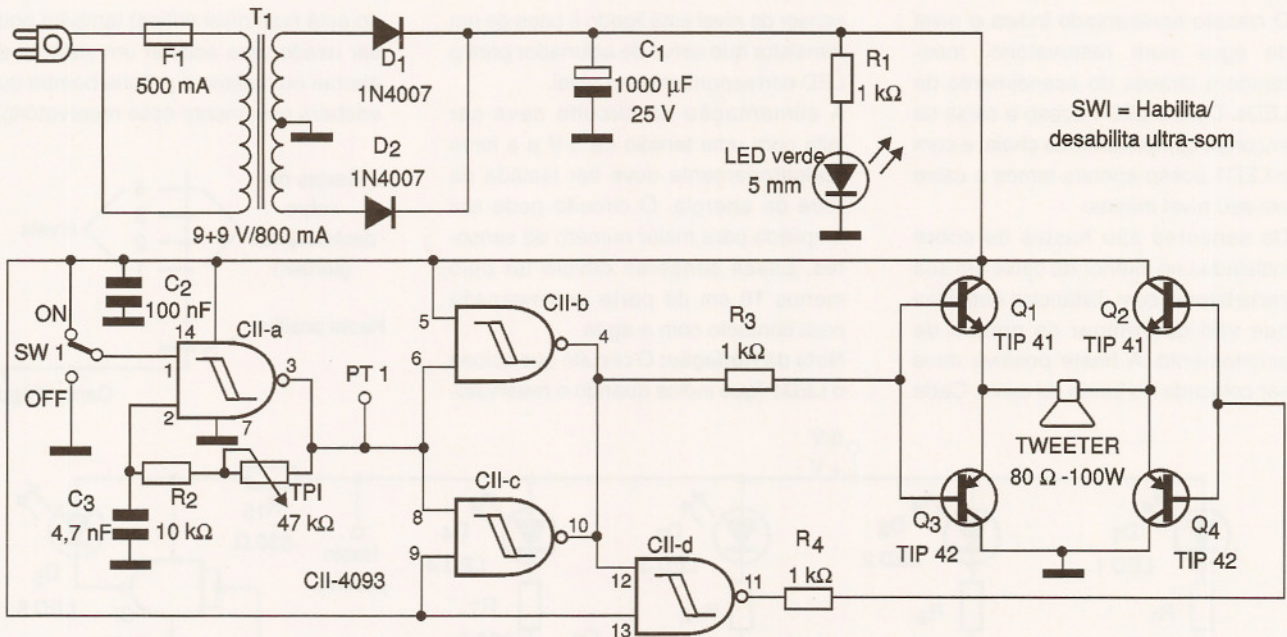 T1
F1
500 mA
D1
1N4007
D2
1N4007
9+9 V/800 mA
C1
1000 µF
25 V
R1
1 kΩ
LED verde
5 mm
SWI = Habilita/
desabilita ultra-som
C2
100 nF
ON
SW 1
OFF
14
CII-a
1
2
3
7
C3
4,7 nF
R2
10 kΩ
TPI
47 kΩ
PT 1
CII-b
5
6
4
CII-c
8
9
10
CII-4093
CII-d
12
13
11
R3
1 kΩ
R4
1 kΩ
Q1
TIP 41
Q2
TIP 41
TWEETER
80 Ω -100W
Q3
TIP 42
Q4
TIP 42